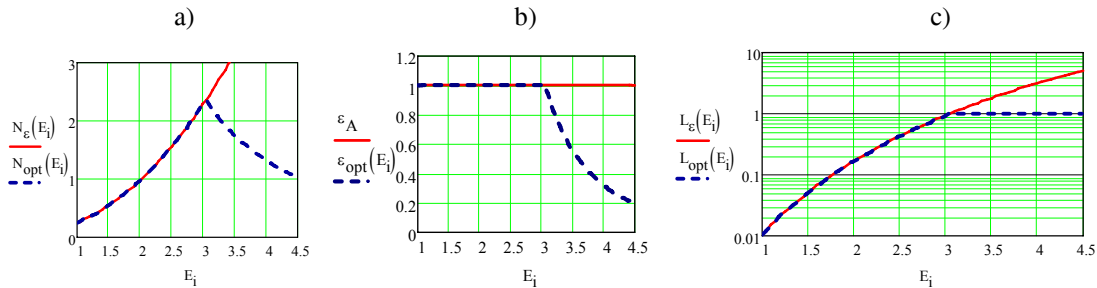 a)
3
2
1
0
N_ε(E_i)
N_opt(E_i)
1 1.5 2 2.5 3 3.5 4 4.5
E_i
b)
1.2
1
0.8
0.6
0.4
0.2
0
ε_A
ε_opt(E_i)
1 1.5 2 2.5 3 3.5 4 4.5
E_i
c)
10
1
0.1
0.01
L_ε(E_i)
L_opt(E_i)
1 1.5 2 2.5 3 3.5 4 4.5
E_i